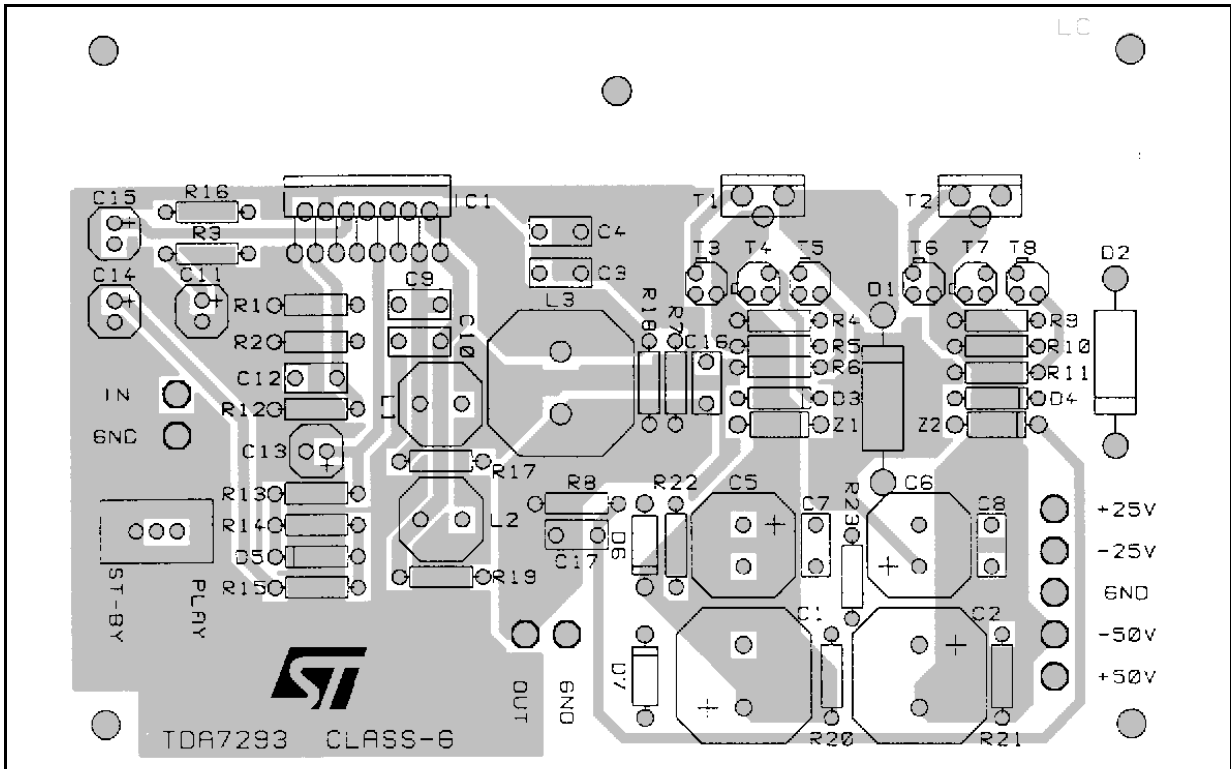 LC
C15 R16 IC1 T1 T2
R3 C4 T3 T4 T5 T6 T7 T8 D2
C14 C11 C9 C3
R1 L3 D1
R2 C10 R18 R7 C16 R4 R9
R5 R10
C12 R6 R11
IN R12 L1 D3 D4
GND C13 Z1 Z2
R17
R13 R8 R22 C5 C7 R23 C6 C8 +25V
R14 L2 D6 -25V
D5 C17
ST-BY PLAY R15 R19 GND
C1 C2 -50V
D7 +50V
OUT GND
ST
TDA7293 CLASS-G R20 R21